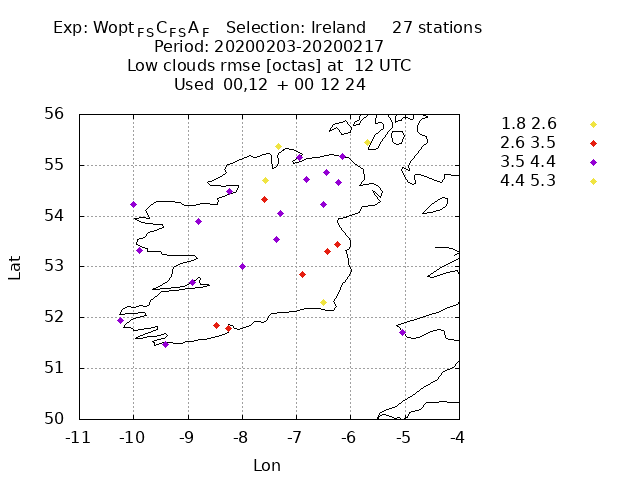 Exp: Wopt FS C FS A F   Selection: Ireland     27 stations
Period: 20200203-20200217
Low clouds rmse [octas] at  12 UTC
Used  00,12  + 00 12 24
1.8 2.6
2.6 3.5
3.5 4.4
4.4 5.3
Lat
56
55
54
53
52
51
50
-11 -10 -9 -8 -7 -6 -5 -4
Lon